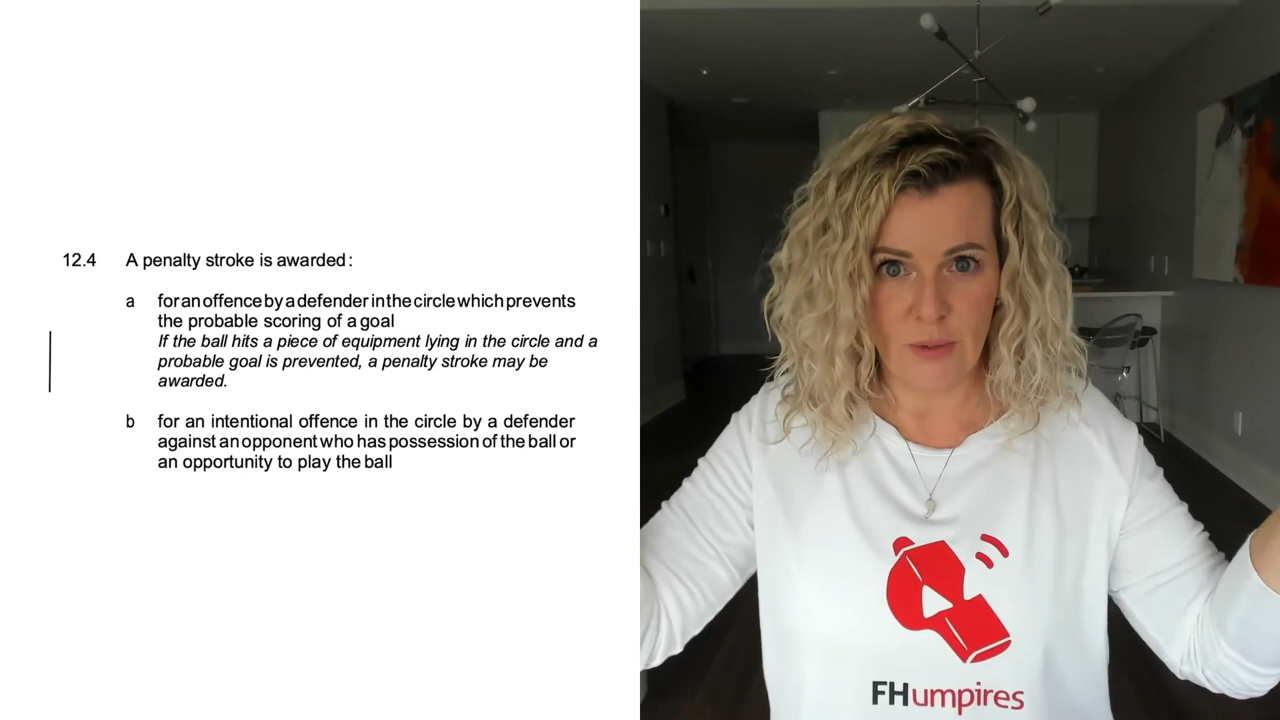 12.4 A penalty stroke is awarded:
a for an offence by a defender in the circle which prevents
the probable scoring of a goal
If the ball hits a piece of equipment lying in the circle and a
probable goal is prevented, a penalty stroke may be
awarded.
b for an intentional offence in the circle by a defender
against an opponent who has possession of the ball or
an opportunity to play the ball
FHumpires